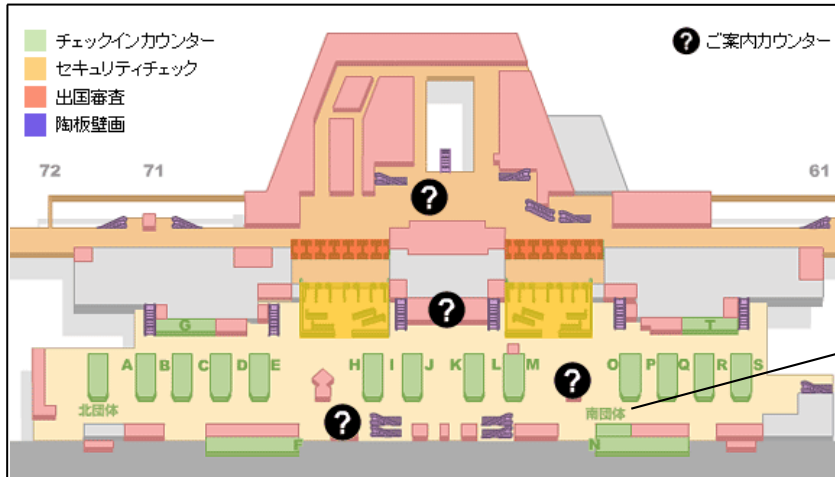 チェックインカウンター
セキュリティチェック
出国審査
陶板壁画
? ご案内カウンター
72 71 61
?
?
G T
A B C D E H I J K L M O P Q R S
?
北団体 南団体
?
F N